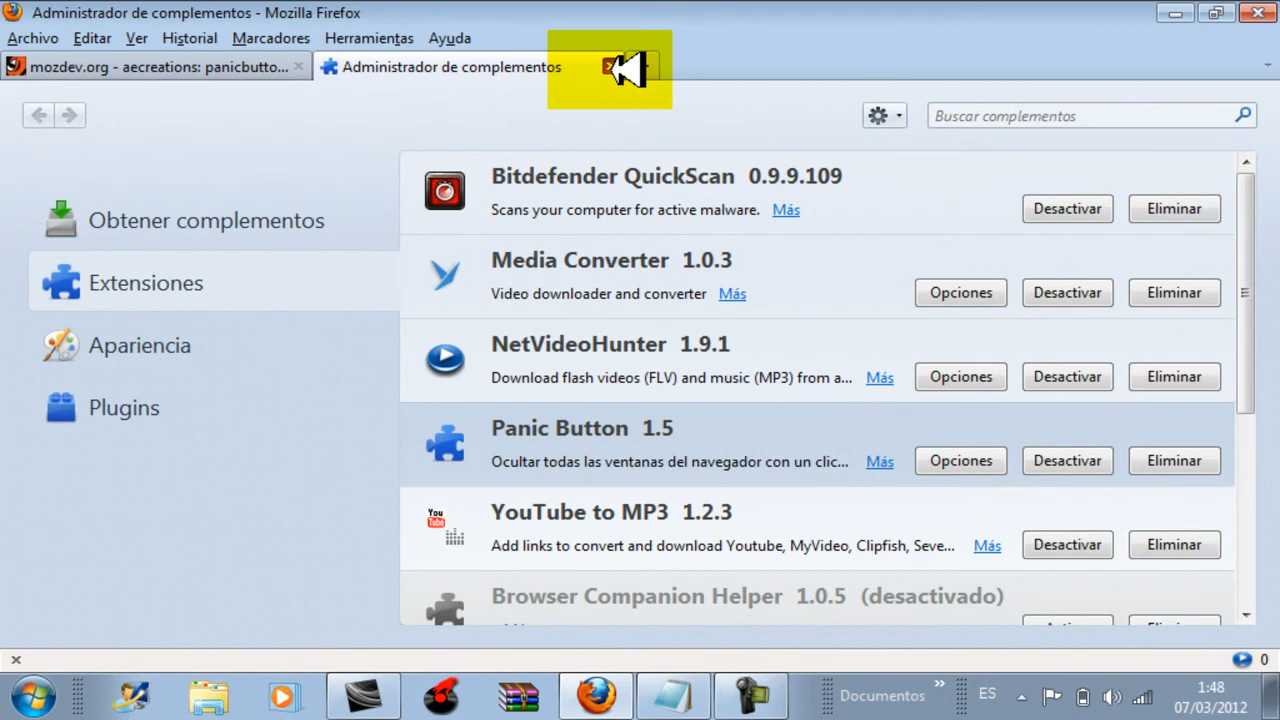 Administrador de complementos - Mozilla Firefox
Archivo Editar Ver Historial Marcadores Herramientas Ayuda
mozdev.org - aecreations: panicbutto...
Administrador de complementos
Buscar complementos
Obtener complementos
Extensiones
Apariencia
Plugins
Bitdefender QuickScan 0.9.9.109
Scans your computer for active malware. Más
Desactivar Eliminar
Media Converter 1.0.3
Video downloader and converter Más
Opciones Desactivar Eliminar
NetVideoHunter 1.9.1
Download flash videos (FLV) and music (MP3) from a... Más
Opciones Desactivar Eliminar
Panic Button 1.5
Ocultar todas las ventanas del navegador con un clic... Más
Opciones Desactivar Eliminar
You
Tube
YouTube to MP3 1.2.3
Add links to convert and download Youtube, MyVideo, Clipfish, Seve... Más
Desactivar Eliminar
Browser Companion Helper 1.0.5 (desactivado)
0
Documentos
»
ES
1:48
07/03/2012